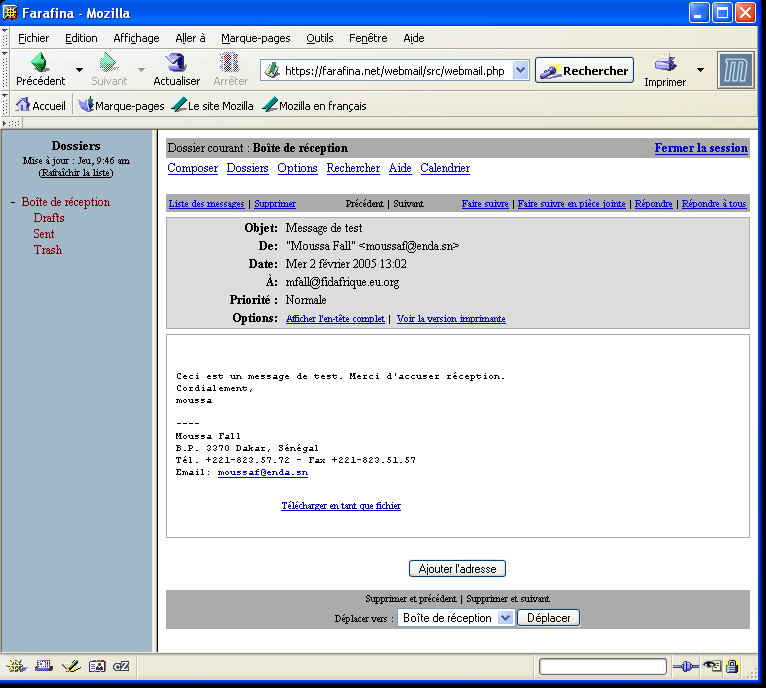 Farafina - Mozilla
Fichier Edition Affichage Aller à Marque-pages Outils Fenêtre Aide
Précédent Suivant Actualiser Arrêter https://farafina.net/webmail/src/webmail.php Rechercher Imprimer
Accueil Marque-pages Le site Mozilla Mozilla en français
Dossiers
Mise à jour : Jeu, 9:46 am
(Rafraîchir la liste)
- Boîte de réception
Drafts
Sent
Trash
Dossier courant : Boîte de réception Fermer la session
Composer Dossiers Options Rechercher Aide Calendrier
Liste des messages | Supprimer Précédent | Suivant Faire suivre | Faire suivre en pièce jointe | Répondre | Répondre à tous
Objet: Message de test
De: "Moussa Fall" <moussaf@enda.sn>
Date: Mer 2 février 2005 13:02
À: mfall@fidafrique.eu.org
Priorité : Normale
Options: Afficher l'en-tête complet | Voir la version imprimante
Ceci est un message de test. Merci d'accuser réception.
Cordialement,
moussa
----
Moussa Fall
B.P. 3370 Dakar, Sénégal
Tél. +221-823.57.72 - Fax +221-823.51.57
Email: moussaf@enda.sn
Télécharger en tant que fichier
Ajouter l'adresse
Supprimer et précédent | Supprimer et suivant
Déplacer vers : Boîte de réception Déplacer